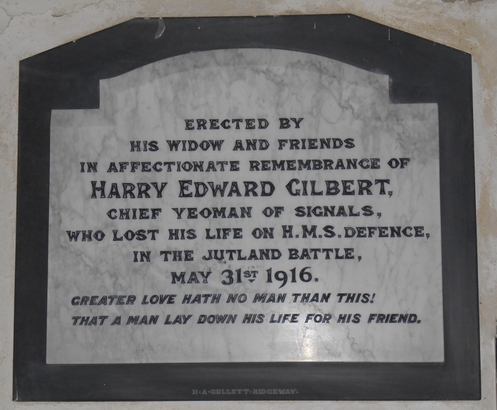 ERECTED BY
HIS WIDOW AND FRIENDS
IN AFFECTIONATE REMEMBRANCE OF
HARRY EDWARD GILBERT,
CHIEF YEOMAN OF SIGNALS,
WHO LOST HIS LIFE ON H.M.S. DEFENCE,
IN THE JUTLAND BATTLE,
MAY 31ST 1916.
GREATER LOVE HATH NO MAN THAN THIS!
THAT A MAN LAY DOWN HIS LIFE FOR HIS FRIEND.
H·A·GULLETT·RIDGEWAY·